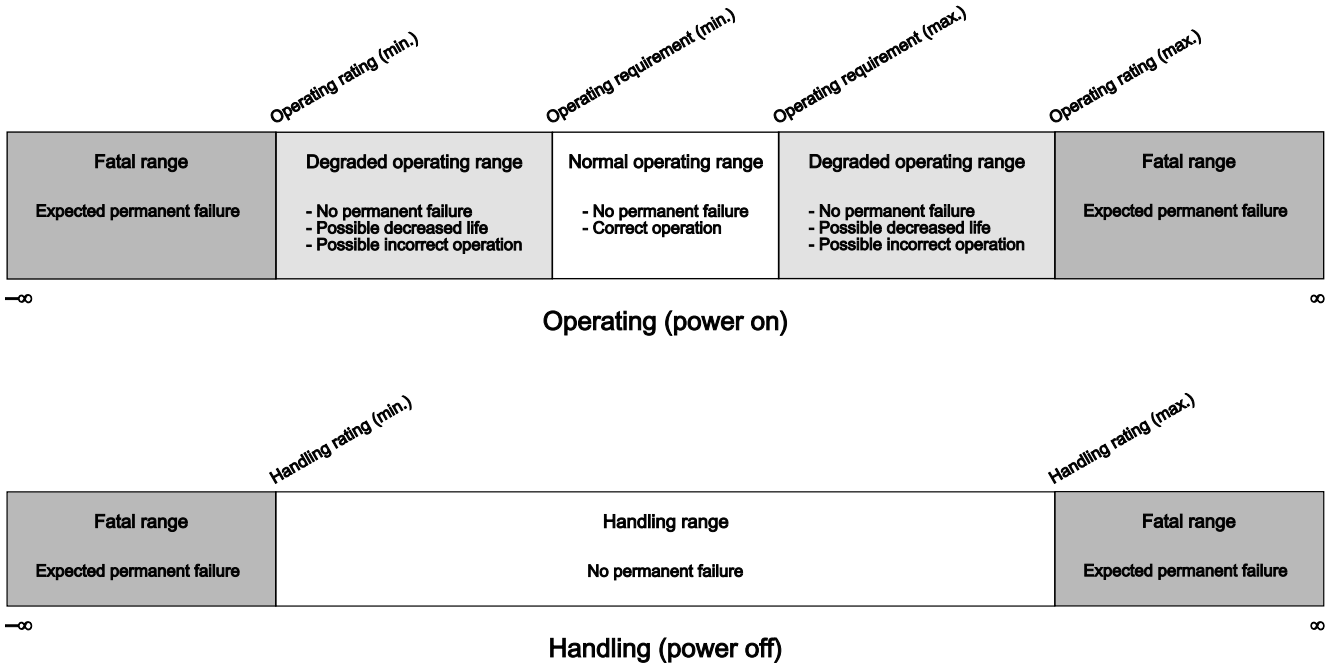 Operating rating (min.)
Operating requirement (min.)
Operating requirement (max.)
Operating rating (max.)
Fatal range
Expected permanent failure
Degraded operating range
- No permanent failure
- Possible decreased life
- Possible incorrect operation
Normal operating range
- No permanent failure
- Correct operation
Degraded operating range
- No permanent failure
- Possible decreased life
- Possible incorrect operation
Fatal range
Expected permanent failure
–∞
∞
Operating (power on)
Handling rating (min.)
Handling rating (max.)
Fatal range
Expected permanent failure
Handling range
No permanent failure
Fatal range
Expected permanent failure
–∞
∞
Handling (power off)